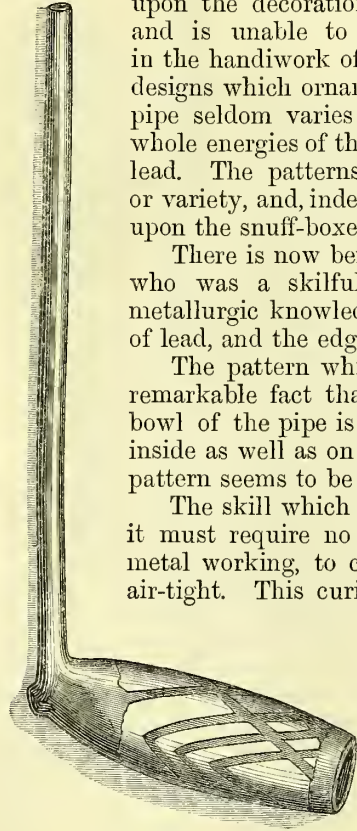 upon the decoration
and is unable to
in the handiwork of
designs which orna
pipe seldom varies
whole energies of th
lead. The patterns
or variety, and, inde
upon the snuff-boxe
There is now be
who was a skilful
metallurgic knowled
of lead, and the edg
The pattern whi
remarkable fact tha
bowl of the pipe is
inside as well as on
pattern seems to be
The skill which
it must require no
metal working, to c
air-tight. This curi